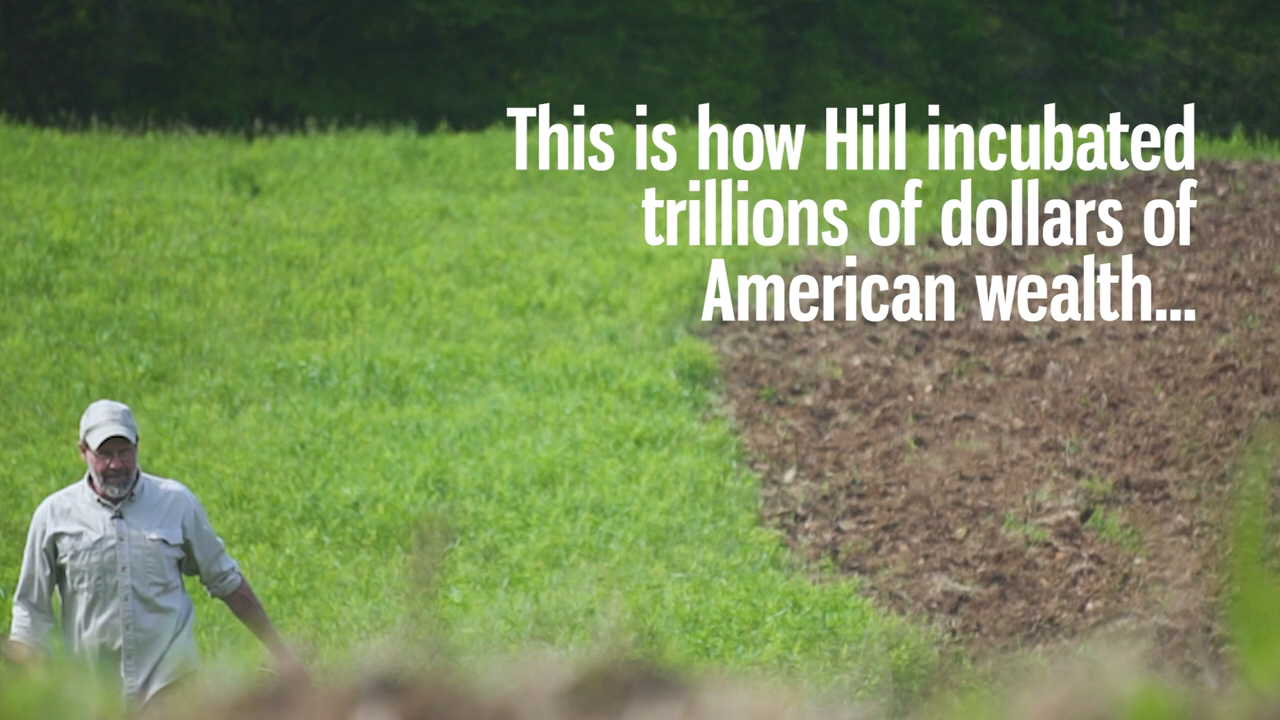 This is how Hill incubated
trillions of dollars of
American wealth...